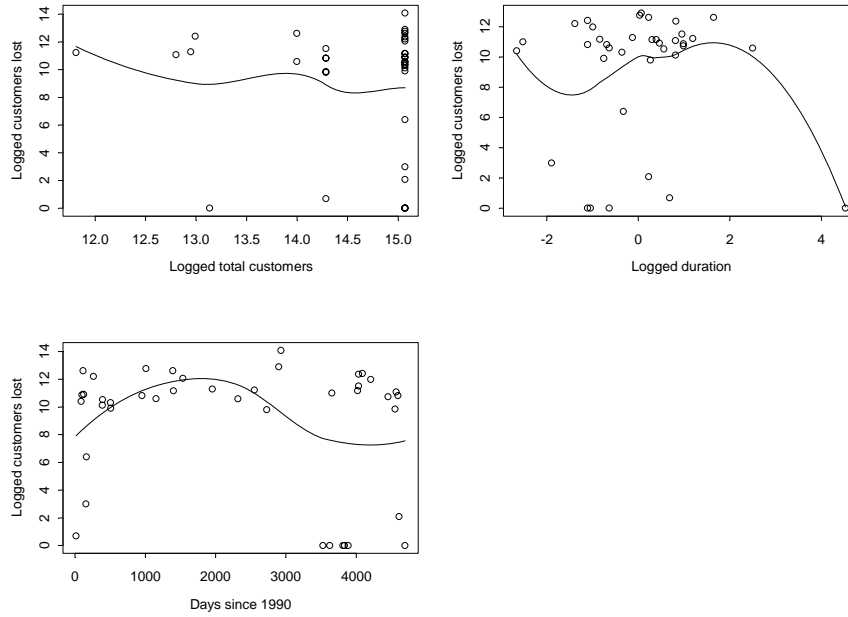 Logged customers lost
14
12
10
8
6
4
2
0
12.0 12.5 13.0 13.5 14.0 14.5 15.0
Logged total customers
Logged customers lost
12
10
8
6
4
2
0
-2 0 2 4
Logged duration
Logged customers lost
14
12
10
8
6
4
2
0
0 1000 2000 3000 4000
Days since 1990